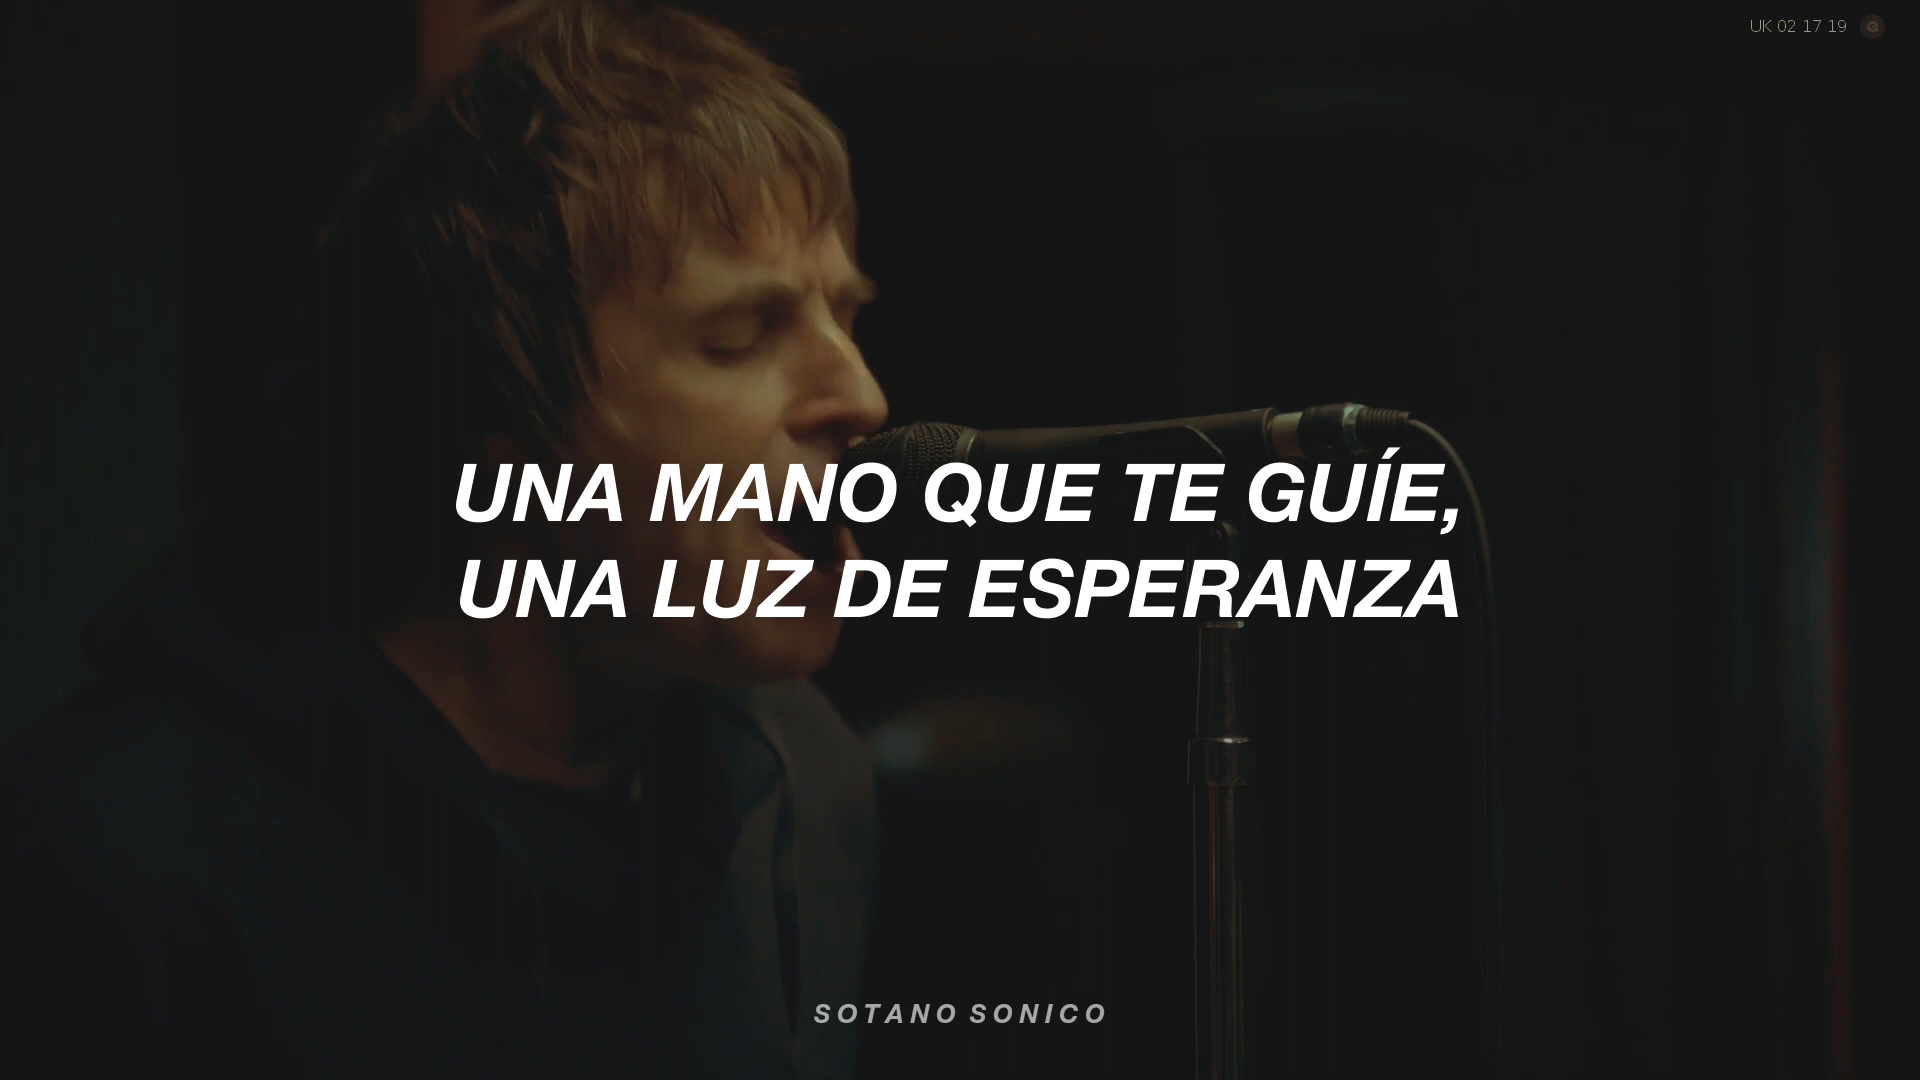 UK 02 17 19 G
UNA MANO QUE TE GUÍE,
UNA LUZ DE ESPERANZA
SOTANO SONICO